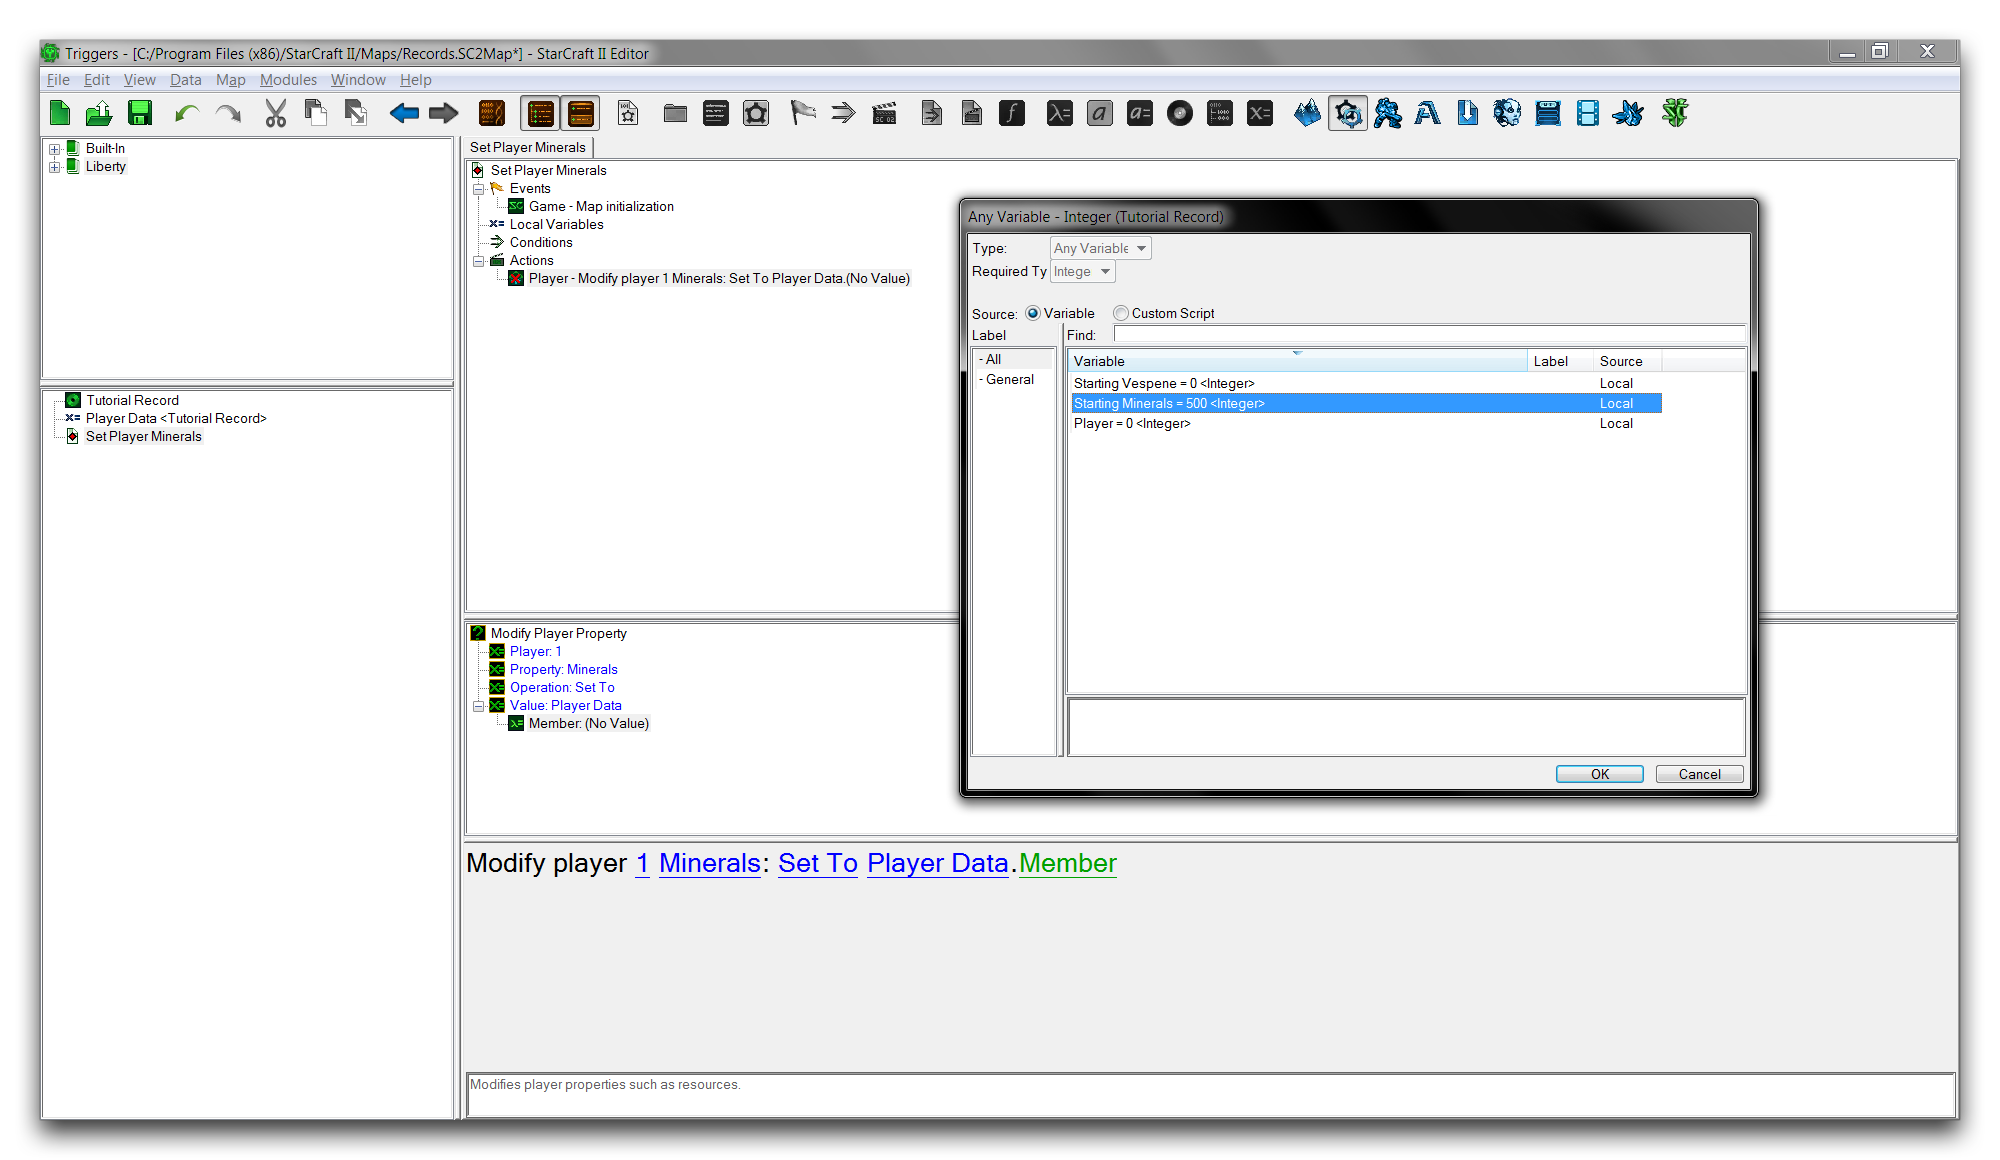 Triggers - [C:/Program Files (x86)/StarCraft II/Maps/Records.SC2Map*] - StarCraft II Editor
File Edit View Data Map Modules Window Help
Built-In
Liberty
Tutorial Record
Player Data <Tutorial Record>
Set Player Minerals
Set Player Minerals
Set Player Minerals
Events
Game - Map initialization
Local Variables
Conditions
Actions
Player - Modify player 1 Minerals: Set To Player Data.(No Value)
Modify Player Property
Player: 1
Property: Minerals
Operation: Set To
Value: Player Data
Member: (No Value)
Modify player 1 Minerals: Set To Player Data.Member
Modifies player properties such as resources.
Any Variable - Integer (Tutorial Record)
Type: Any Variable
Required Ty Intege
Source: Variable Custom Script
Label Find:
- All
- General
Variable Label Source
Starting Vespene = 0 <Integer> Local
Starting Minerals = 500 <Integer> Local
Player = 0 <Integer> Local
OK Cancel